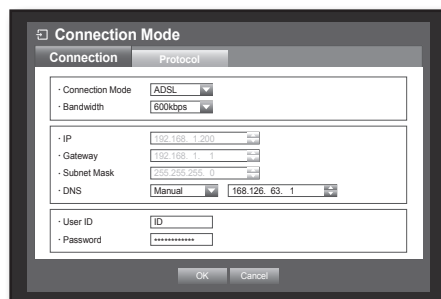 Connection Mode
Connection Protocol
· Connection Mode ADSL
· Bandwidth 600kbps
· IP 192.168. 1.200
· Gateway 192.168. 1. 1
· Subnet Mask 255.255.255. 0
· DNS Manual 168.126. 63. 1
· User ID ID
· Password ************
OK Cancel